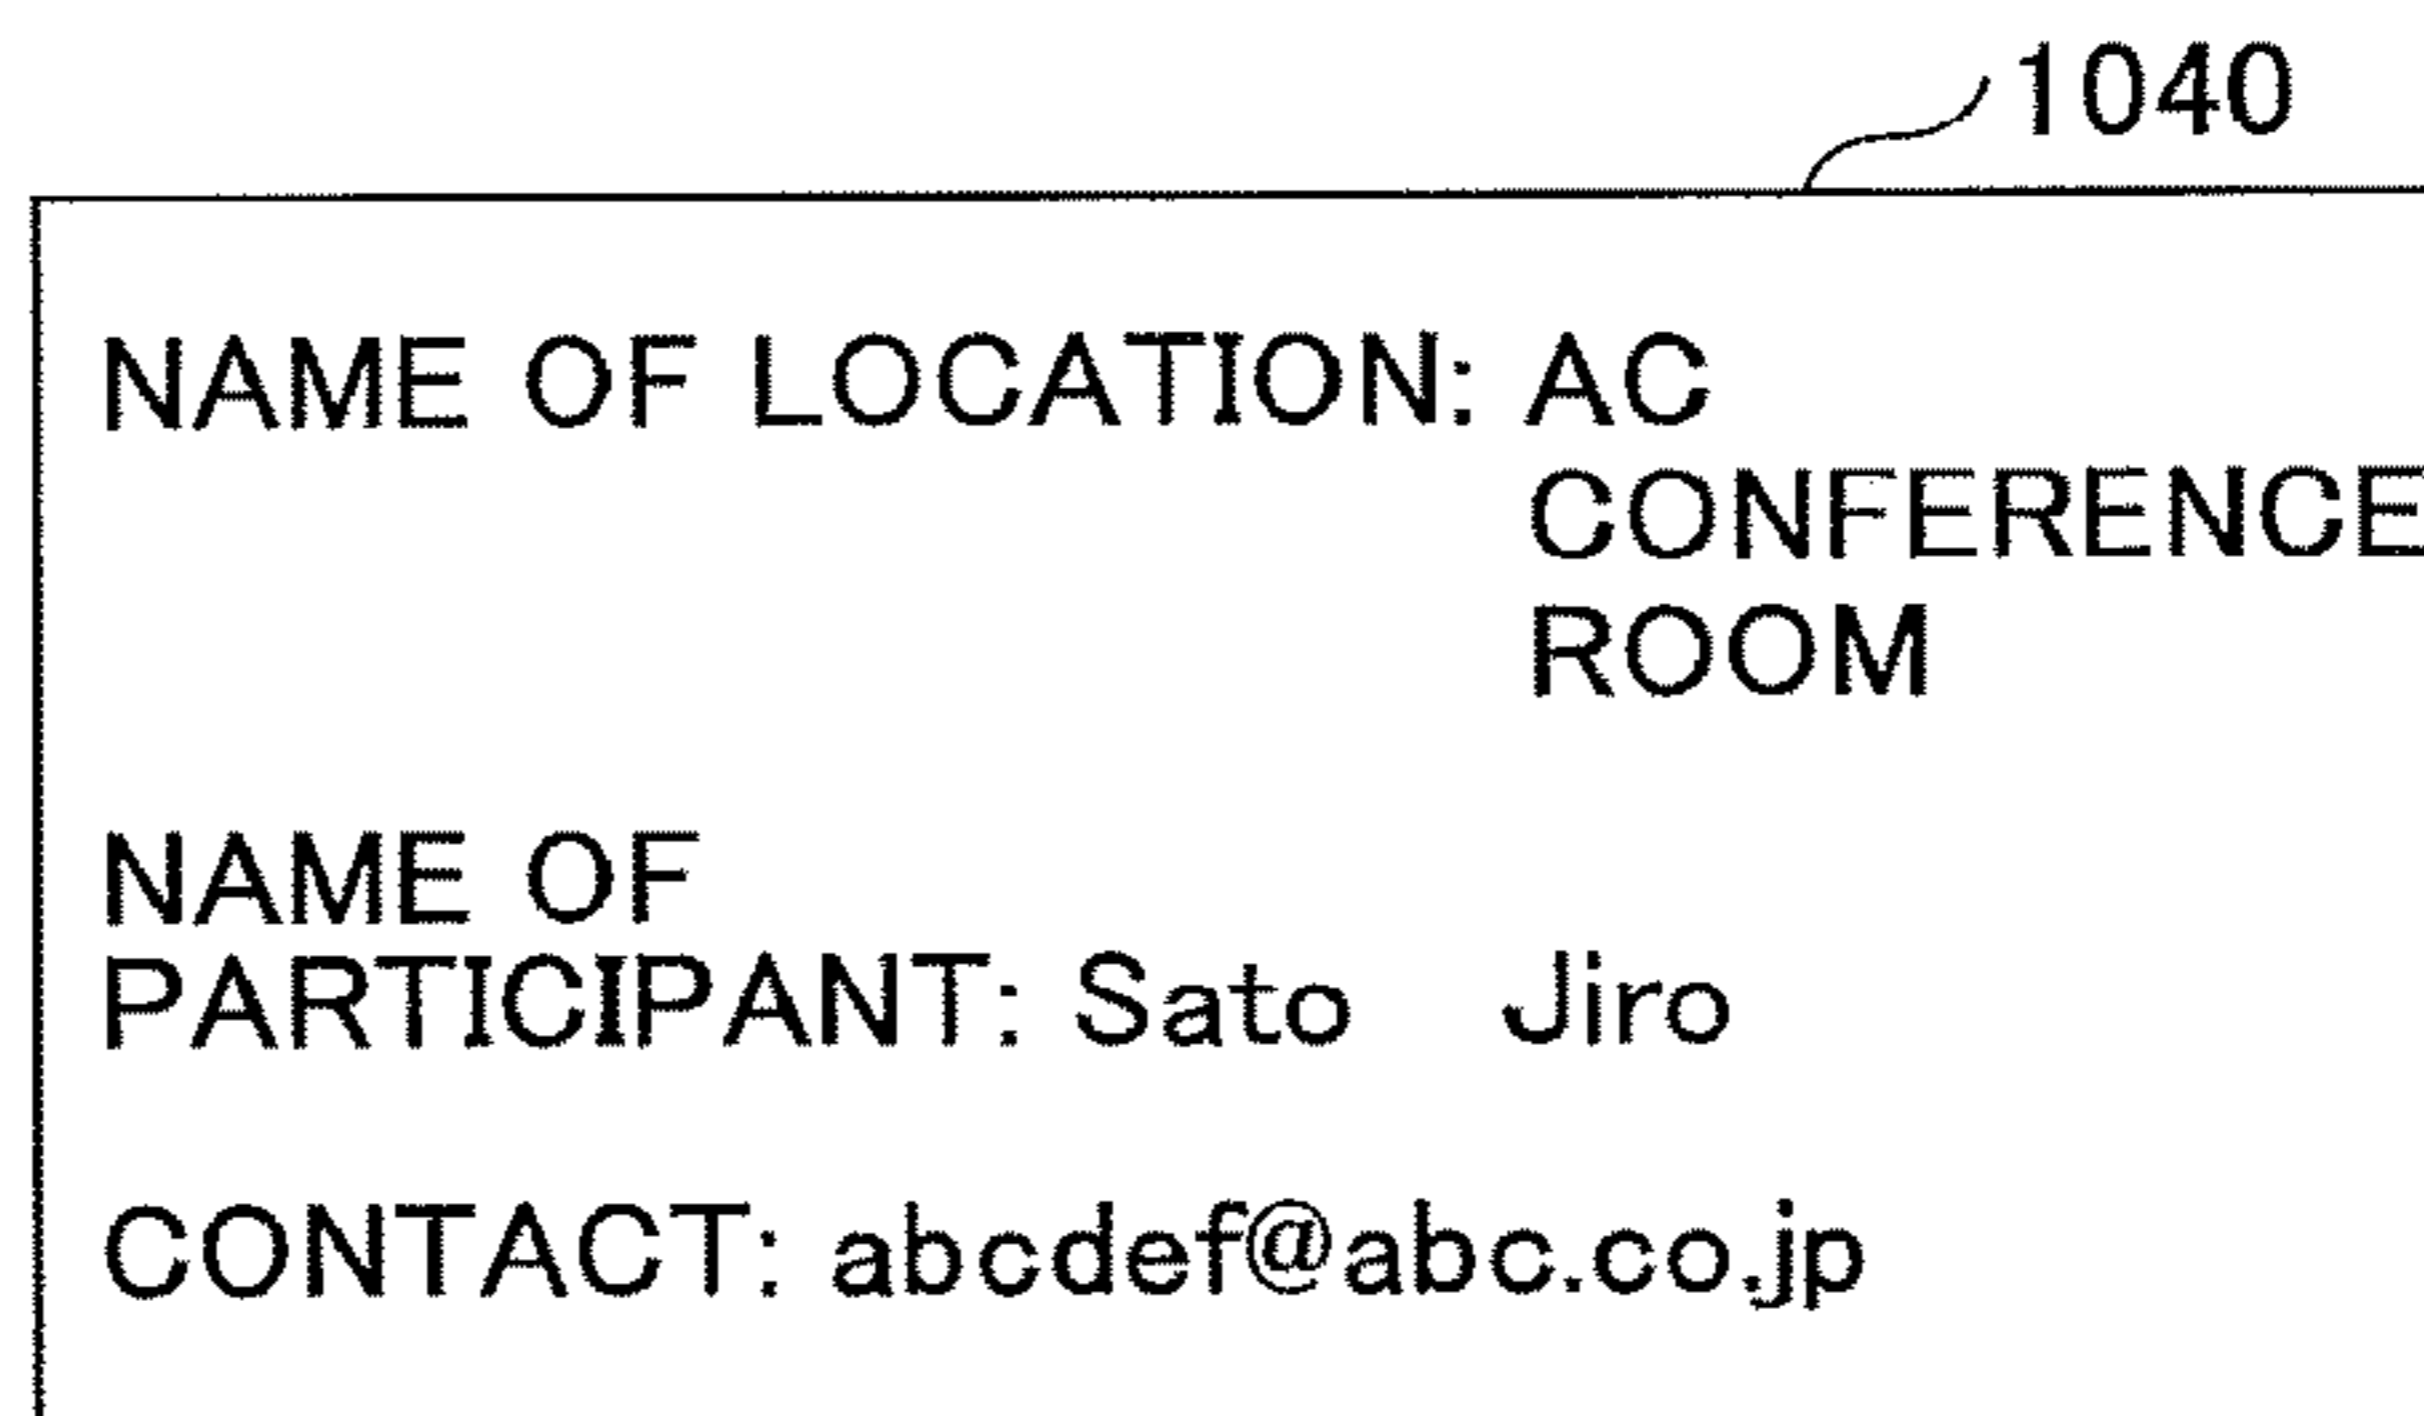 1040
NAME OF LOCATION: AC
CONFERENCE
ROOM
NAME OF
PARTICIPANT: Sato Jiro
CONTACT: abcdef@abc.co.jp